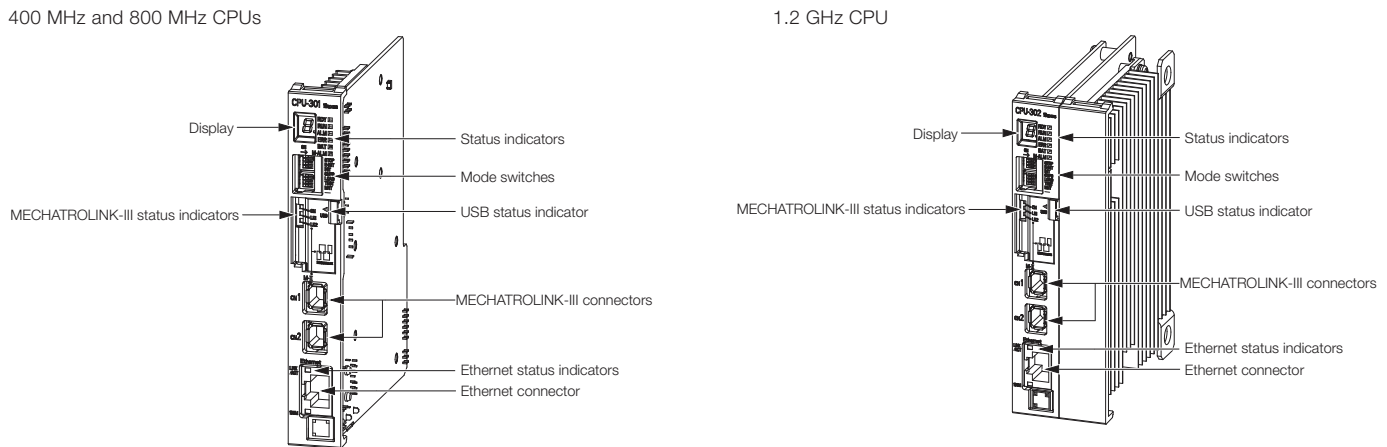 400 MHz and 800 MHz CPUs
CPU-301
Display
Status indicators
Mode switches
MECHATROLINK-III status indicators
USB status indicator
MECHATROLINK-III connectors
Ethernet
Ethernet status indicators
Ethernet connector
1.2 GHz CPU
CPU-302
Display
Status indicators
Mode switches
MECHATROLINK-III status indicators
USB status indicator
MECHATROLINK-III connectors
Ethernet
Ethernet status indicators
Ethernet connector